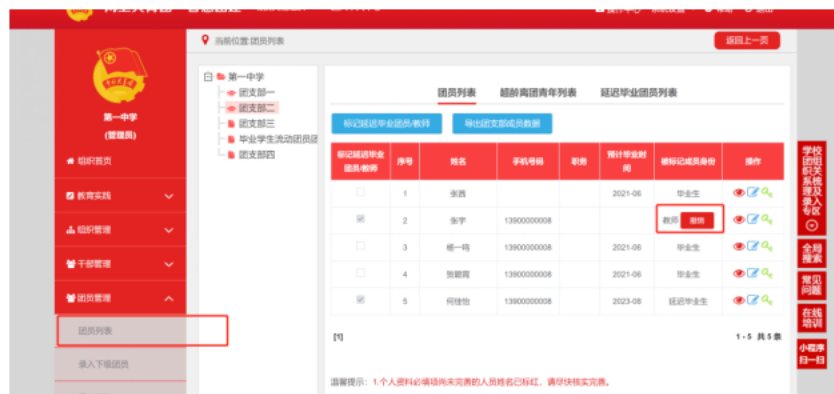 当前位置:团员列表
返回上一页
第一中学
(管理员)
组织首页
教育实践
组织管理
干部管理
团员管理
团员列表
录入下级团员
第一中学
团支部一
团支部二
团支部三
毕业学生流动团员团
团支部四
团员列表 超龄离团青年列表 延迟毕业团员列表
标记延迟毕业团员/教师 导出团支部成员数据
标记延迟毕业团员/教师 序号 姓名 手机号码 职务 预计毕业时间 被标记成员身份 操作
1 张茜 2021-06 毕业生
2 张宇 13900000008 教师 撤销
3 杨一鸣 13900000008 2021-06 毕业生
4 13900000008 2021-06 毕业生
5 何佳怡 13900000008 2023-08 延迟毕业生
[1]
1-5 共5条
温馨提示: 1.个人资料必填项尚未完善的人员姓名已标红，请尽快核实完善。
学校团组织关系管理及录入专区
全局搜索
常见问题
在线培训
小程序扫一扫